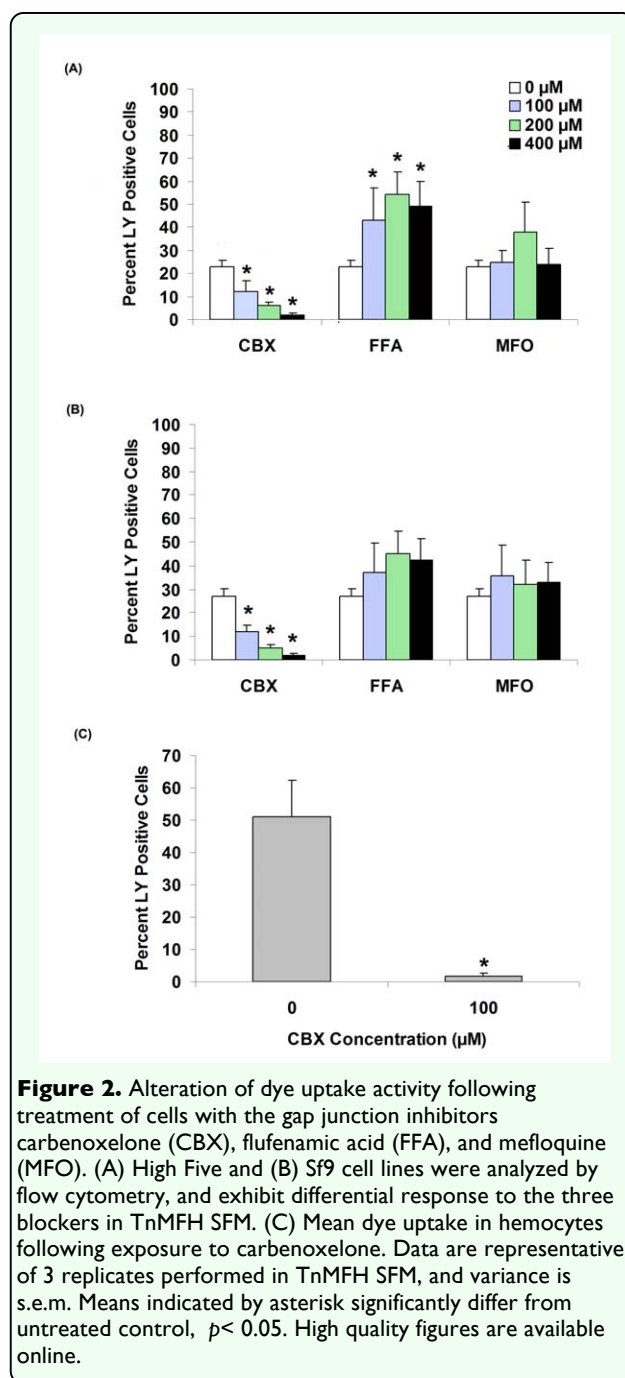 (A)
Percent LY Positive Cells
100
90
80
70
60
50
40
30
20
10
0
0 µM
100 µM
200 µM
400 µM
* * *
* * *
CBX FFA MFO
(B)
Percent LY Positive Cells
100
90
80
70
60
50
40
30
20
10
0
* * *
CBX FFA MFO
(C)
Percent LY Positive Cells
70
60
50
40
30
20
10
0
*
0 100
CBX Concentration (µM)
Figure 2. Alteration of dye uptake activity following
treatment of cells with the gap junction inhibitors
carbenoxelone (CBX), flufenamic acid (FFA), and mefloquine
(MFO). (A) High Five and (B) Sf9 cell lines were analyzed by
flow cytometry, and exhibit differential response to the three
blockers in TnMFH SFM. (C) Mean dye uptake in hemocytes
following exposure to carbenoxelone. Data are representative
of 3 replicates performed in TnMFH SFM, and variance is
s.e.m. Means indicated by asterisk significantly differ from
untreated control, p< 0.05. High quality figures are available
online.